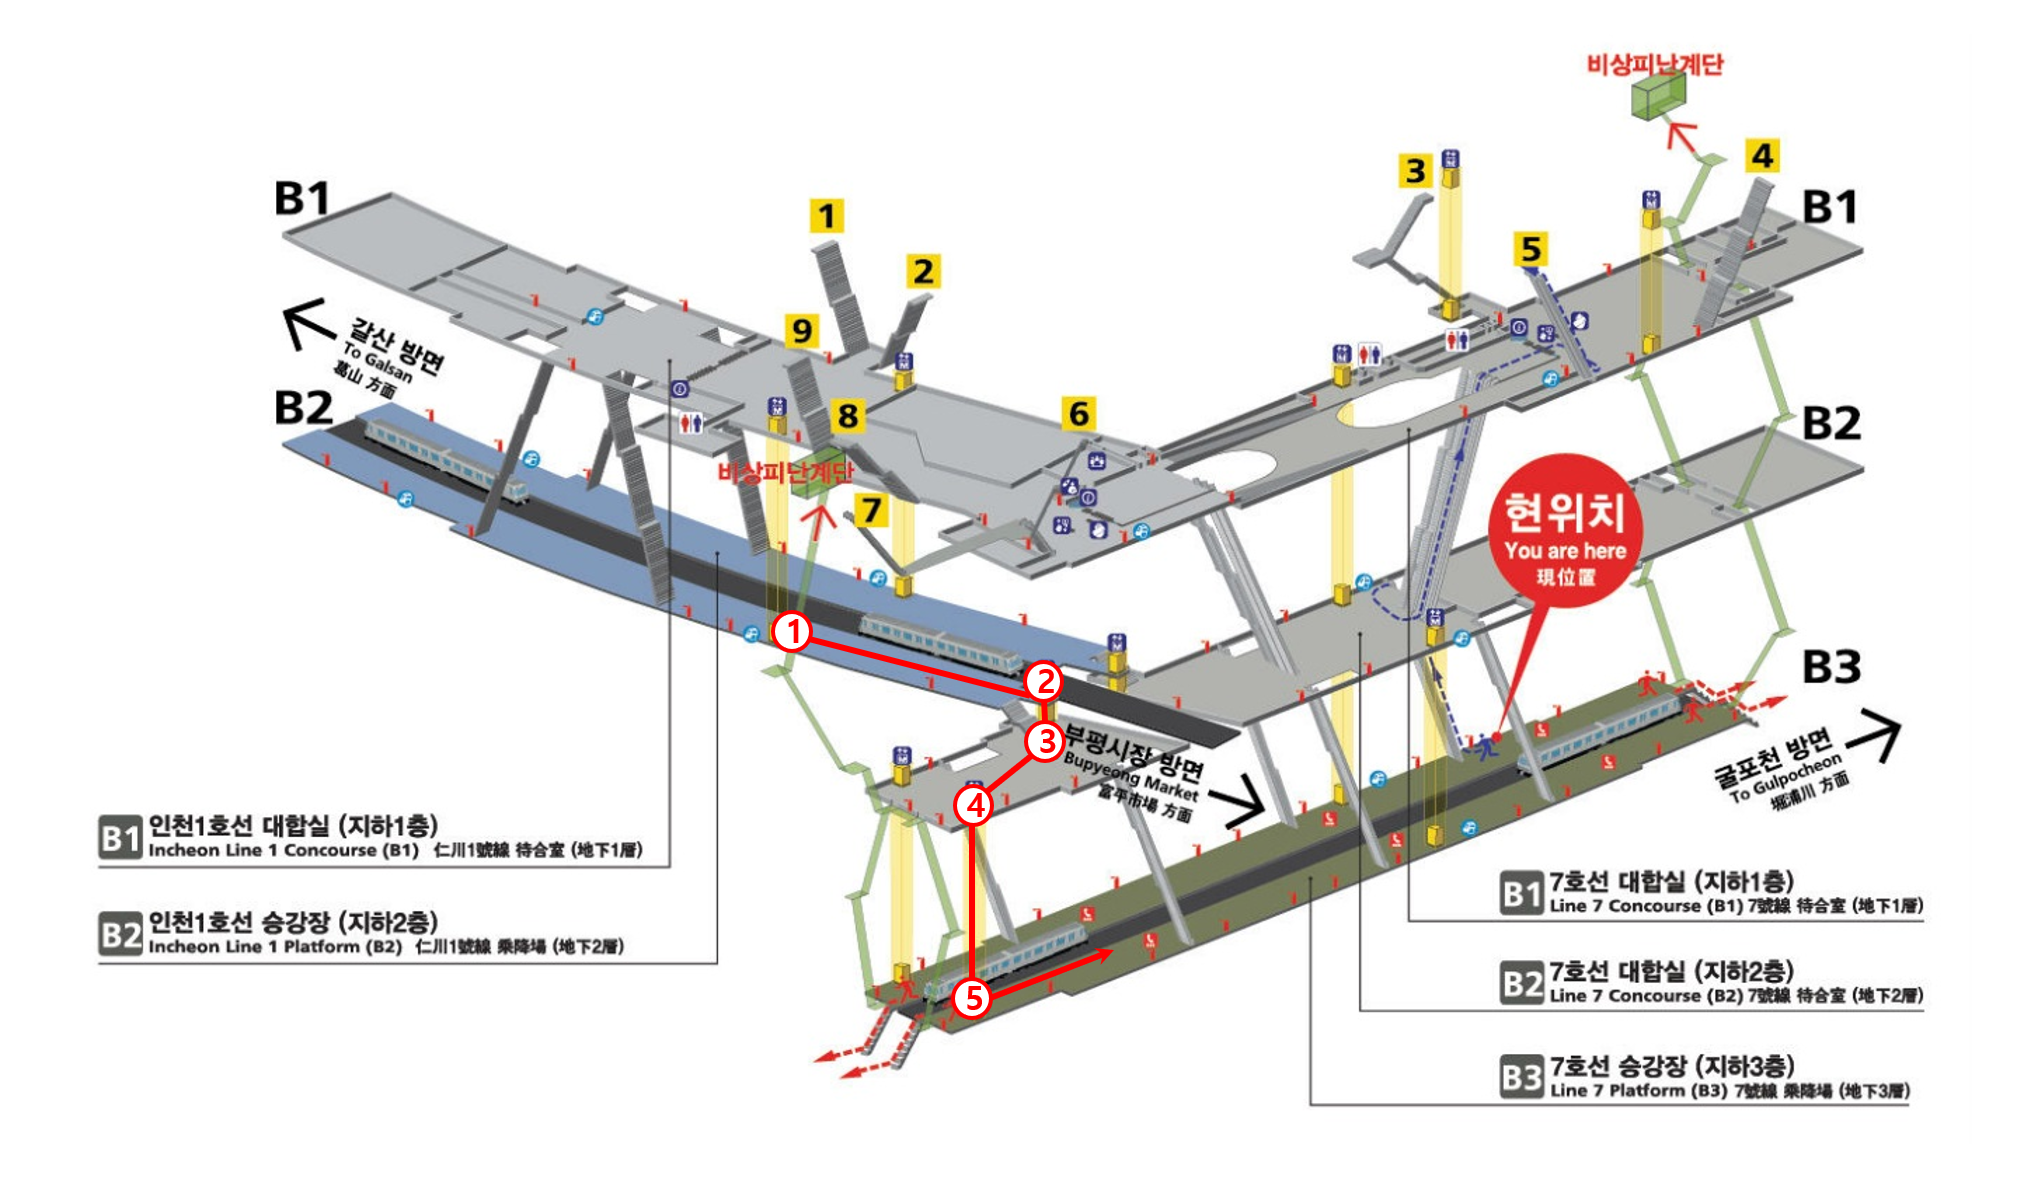 비상피난계단
4
3
B1
B1
1
5
2
9
갈산 방면
To Galsan
葛山 方面
B2
8
6
B2
비상피난계단
7
현위치
You are here
現位置
①
②
B3
③
부평시장 방면
Bupyeong Market
富平市場 方面
굴포천 방면
To Gulpocheon
堀浦川 方面
④
⑤
B1 인천1호선 대합실 (지하1층)
Incheon Line 1 Concourse (B1) 仁川1號線 待合室 (地下1層)
B2 인천1호선 승강장 (지하2층)
Incheon Line 1 Platform (B2) 仁川1號線 乘降場 (地下2層)
B1 7호선 대합실 (지하1층)
Line 7 Concourse (B1) 7號線 待合室 (地下1層)
B2 7호선 대합실 (지하2층)
Line 7 Concourse (B2) 7號線 待合室 (地下2層)
B3 7호선 승강장 (지하3층)
Line 7 Platform (B3) 7號線 乘降場 (地下3層)